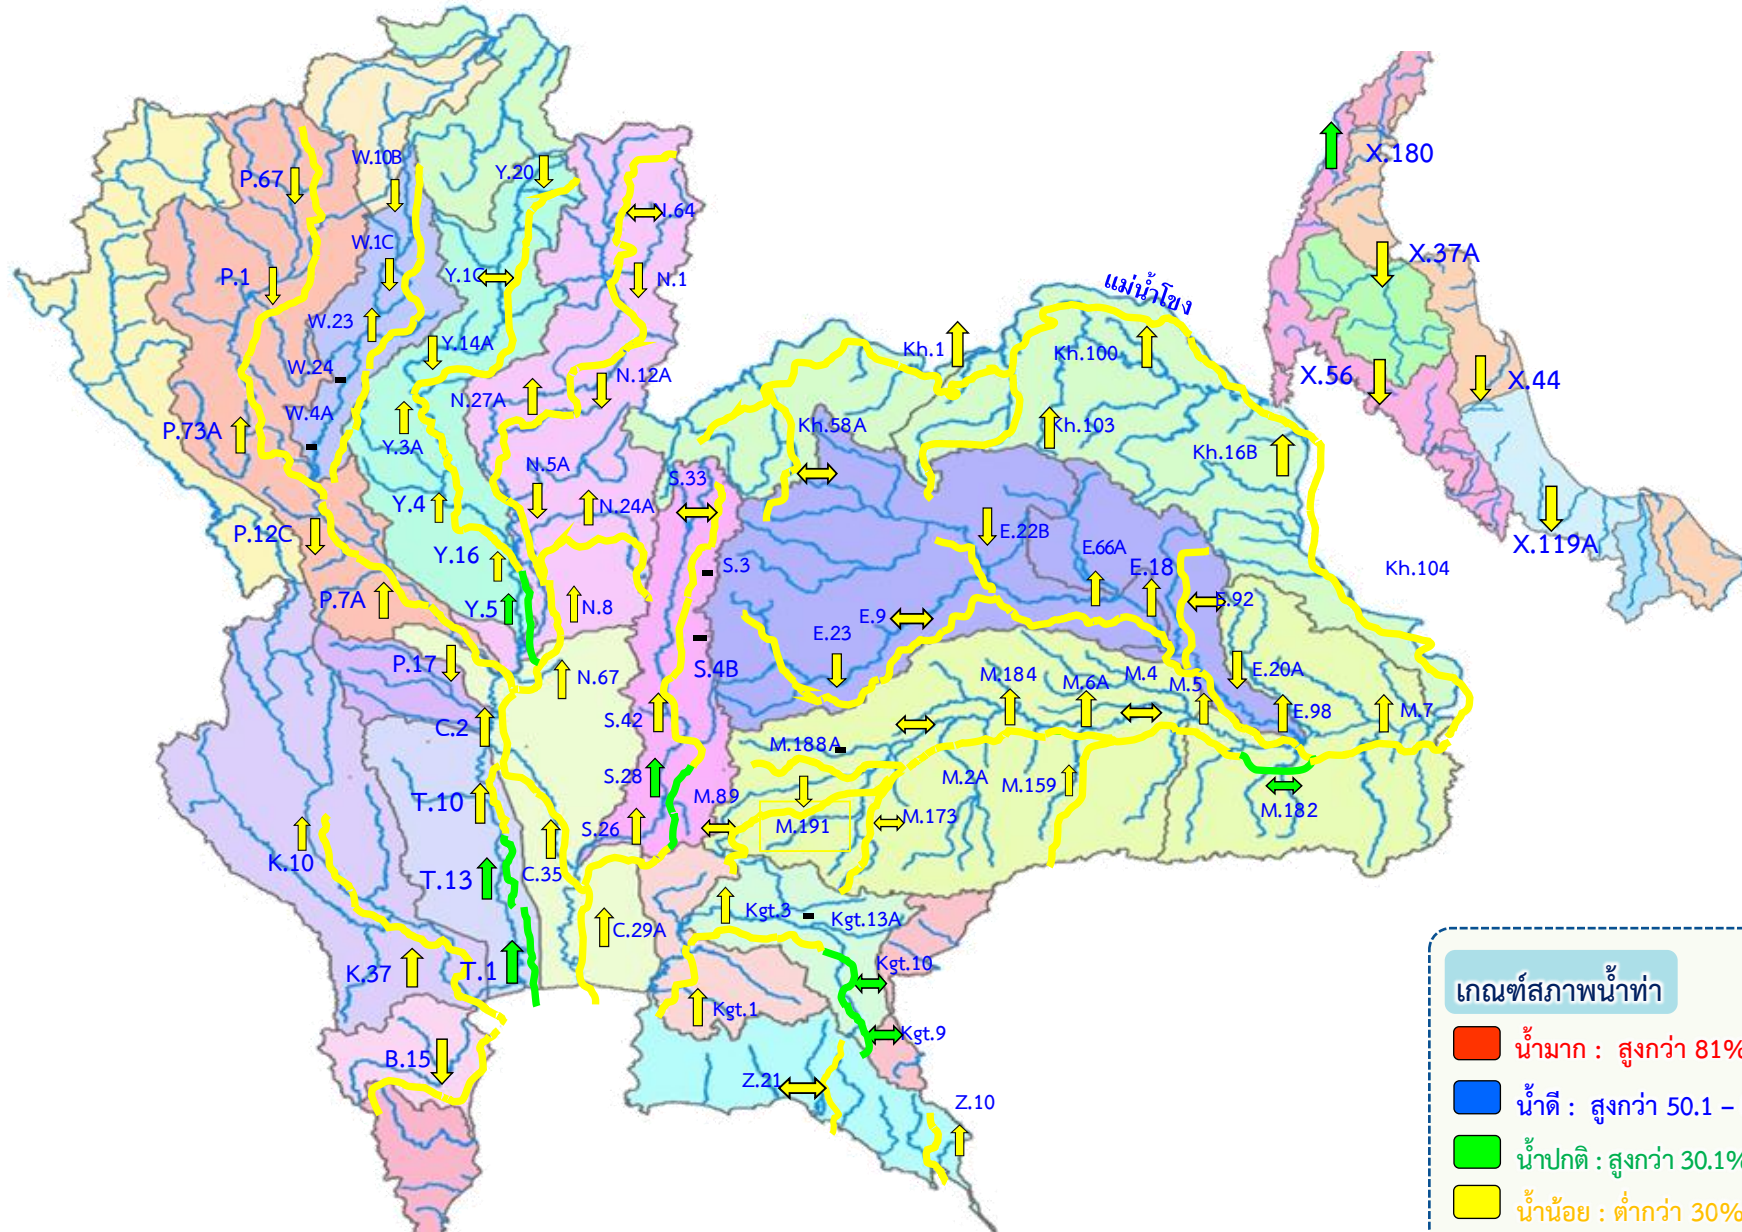 W.10B
P.67
Y.20
X.180
N.64
W.1C
X.37A
P.1
Y.1C
N.1
แม่น้ำโขง
W.23
Y.14A
Kh.1
Kh.100
W.24
N.12A
X.56
X.44
N.27A
W.4A
P.73A
Kh.58A
Kh.103
Y.3A
Kh.16B
N.5A
S.33
Y.4
N.24A
P.12C
E.22B
X.119A
Y.16
E.66A
E.18
S.3
Kh.104
P.7A
Y.5
N.8
E.9
E.92
E.23
P.17
N.67
S.4B
M.184
M.6A
M.4
M.5
E.20A
C.2
S.42
E.98
M.7
M.188A
S.28
M.2A
M.159
T.10
M.89
M.182
S.26
M.191
M.173
K.10
T.13
C.35
Kgt.3
Kgt.13A
C.29A
K.37
T.1
Kgt.10
Kgt.1
Kgt.9
B.15
Z.21
Z.10
เกณฑ์สภาพน้ำท่า
น้ำมาก : สูงกว่า 81%
น้ำดี : สูงกว่า 50.1 –
น้ำปกติ : สูงกว่า 30.1%
น้ำน้อย : ต่ำกว่า 30%